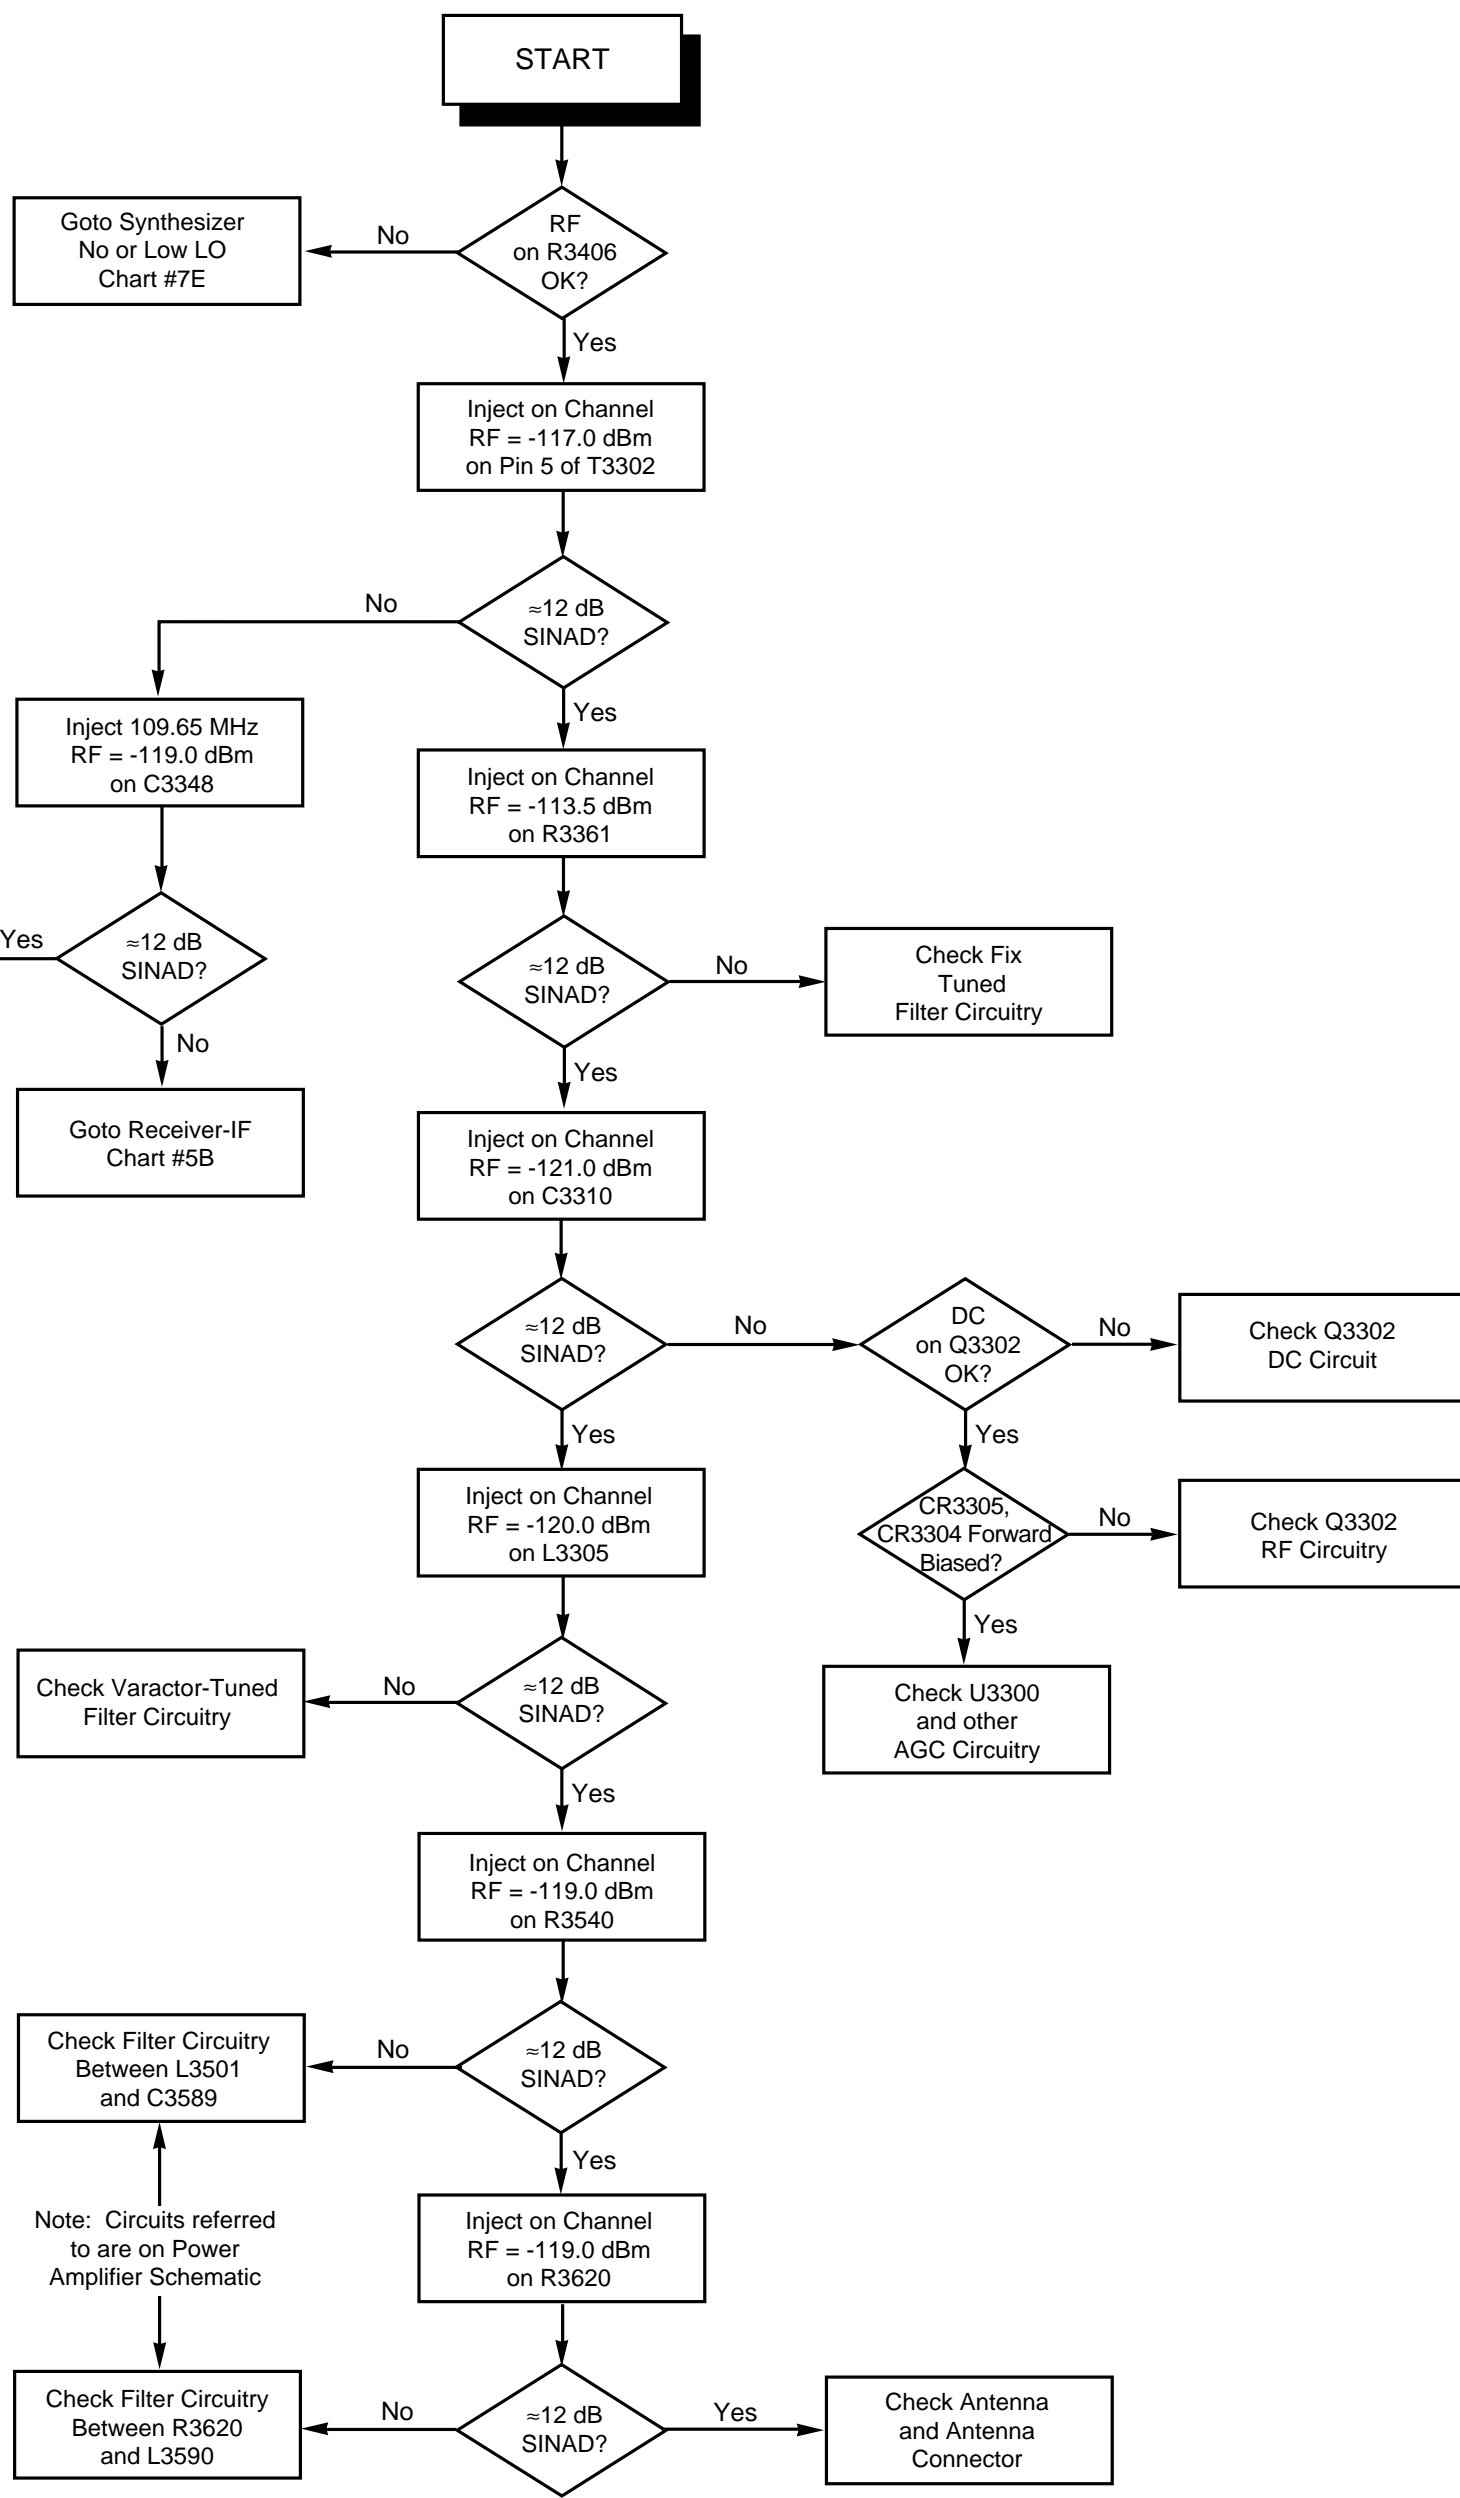 START
RF
on R3406
OK?
No
Goto Synthesizer
No or Low LO
Chart #7E
Yes
Inject on Channel
RF = -117.0 dBm
on Pin 5 of T3302
≈12 dB
SINAD?
No
Inject 109.65 MHz
RF = -119.0 dBm
on C3348
≈12 dB
SINAD?
Yes
No
Goto Receiver-IF
Chart #5B
Yes
Inject on Channel
RF = -113.5 dBm
on R3361
≈12 dB
SINAD?
No
Check Fix
Tuned
Filter Circuitry
Yes
Inject on Channel
RF = -121.0 dBm
on C3310
≈12 dB
SINAD?
No
DC
on Q3302
OK?
No
Check Q3302
DC Circuit
Yes
CR3305,
CR3304 Forward
Biased?
No
Check Q3302
RF Circuitry
Yes
Check U3300
and other
AGC Circuitry
Yes
Inject on Channel
RF = -120.0 dBm
on L3305
≈12 dB
SINAD?
No
Check Varactor-Tuned
Filter Circuitry
Yes
Inject on Channel
RF = -119.0 dBm
on R3540
≈12 dB
SINAD?
No
Check Filter Circuitry
Between L3501
and C3589
Note: Circuits referred
to are on Power
Amplifier Schematic
Yes
Inject on Channel
RF = -119.0 dBm
on R3620
≈12 dB
SINAD?
No
Check Filter Circuitry
Between R3620
and L3590
Yes
Check Antenna
and Antenna
Connector